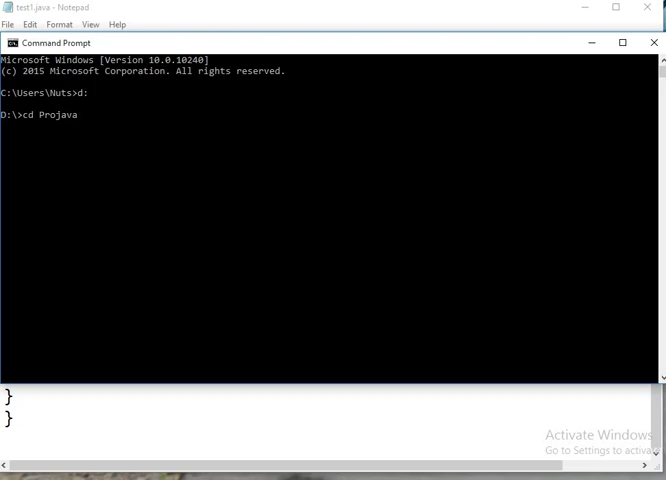 test1.java - Notepad
File Edit Format View Help
Command Prompt
Microsoft Windows [Version 10.0.10240]
(c) 2015 Microsoft Corporation. All rights reserved.
C:\Users\Nuts>d:
D:\>cd Projava
}
}
Activate Windows
Go to Settings to activate